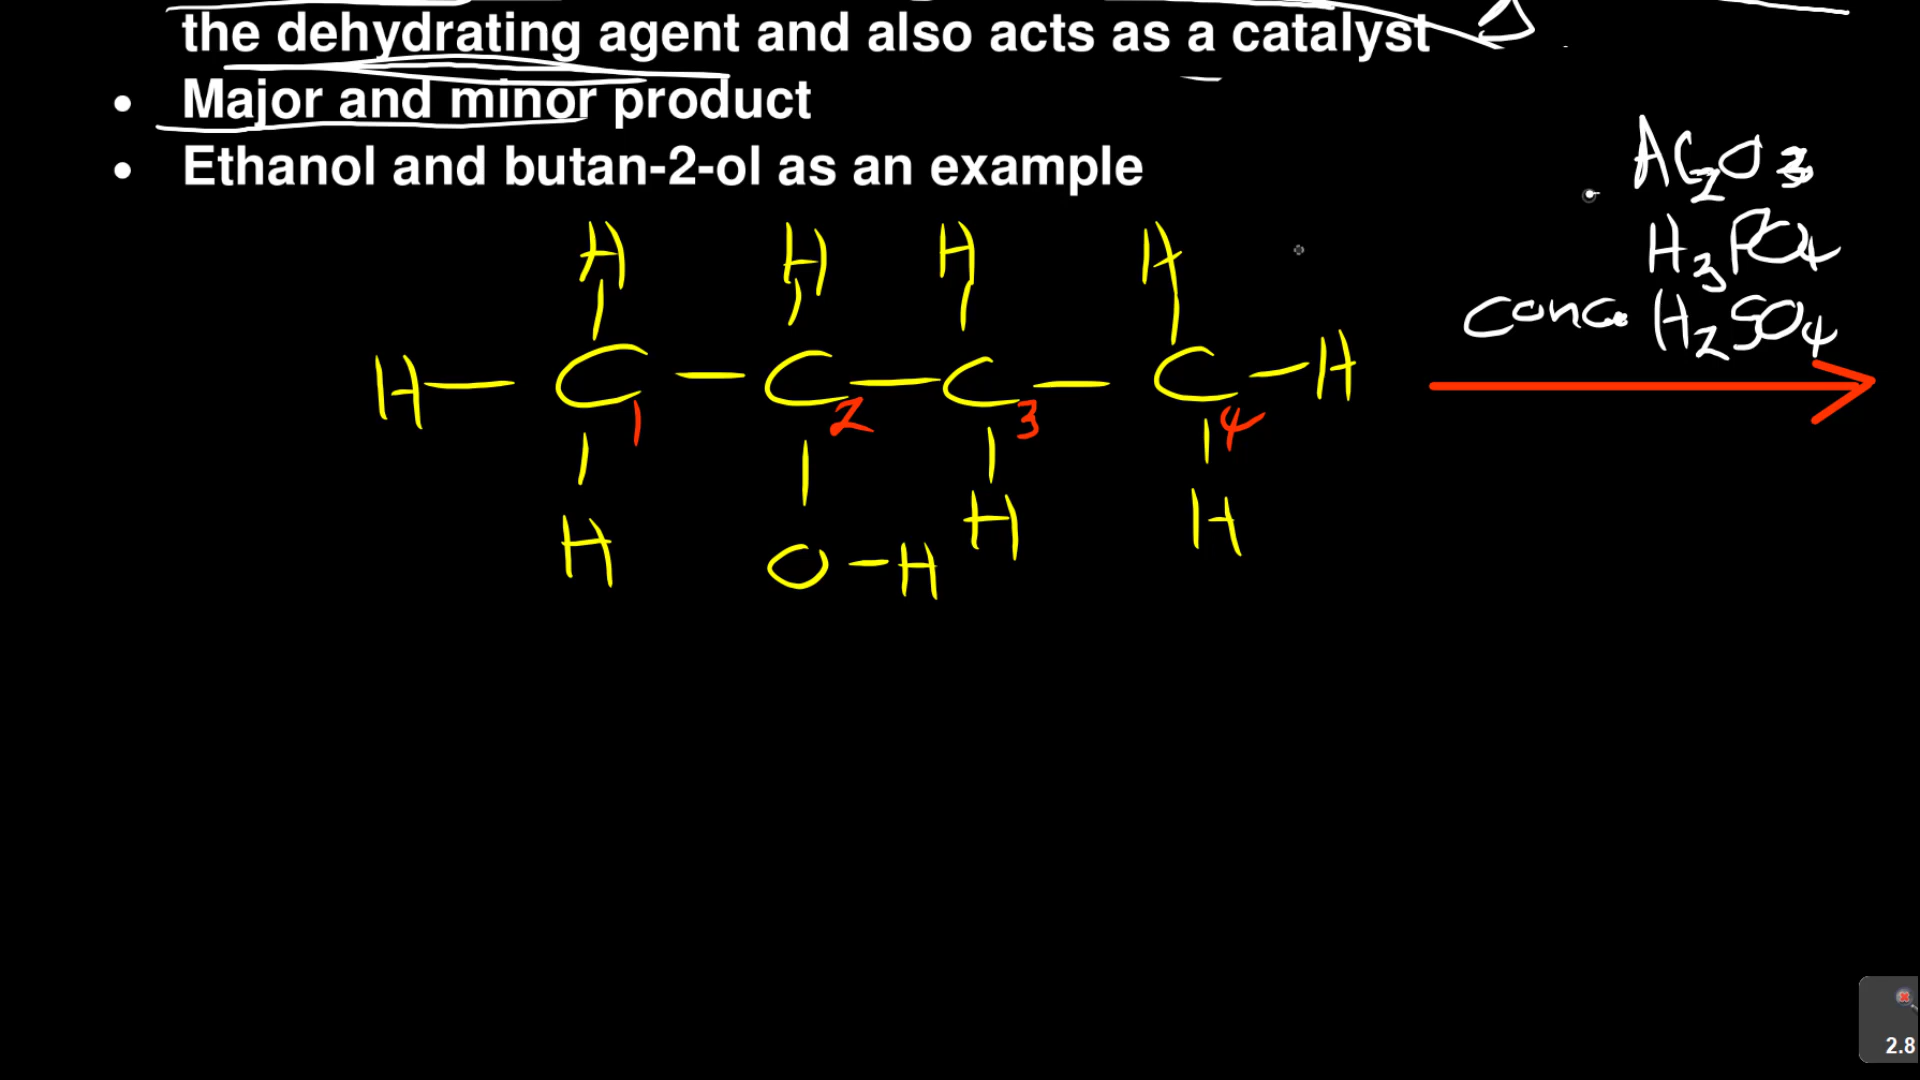 the dehydrating agent and also acts as a catalyst
• Major and minor product
• Ethanol and butan-2-ol as an example
Al2O3
H3PO4
conc. H2SO4
H H H H
H—C—C—C—C—H
1 2 3 4
H O—H H H
2.8